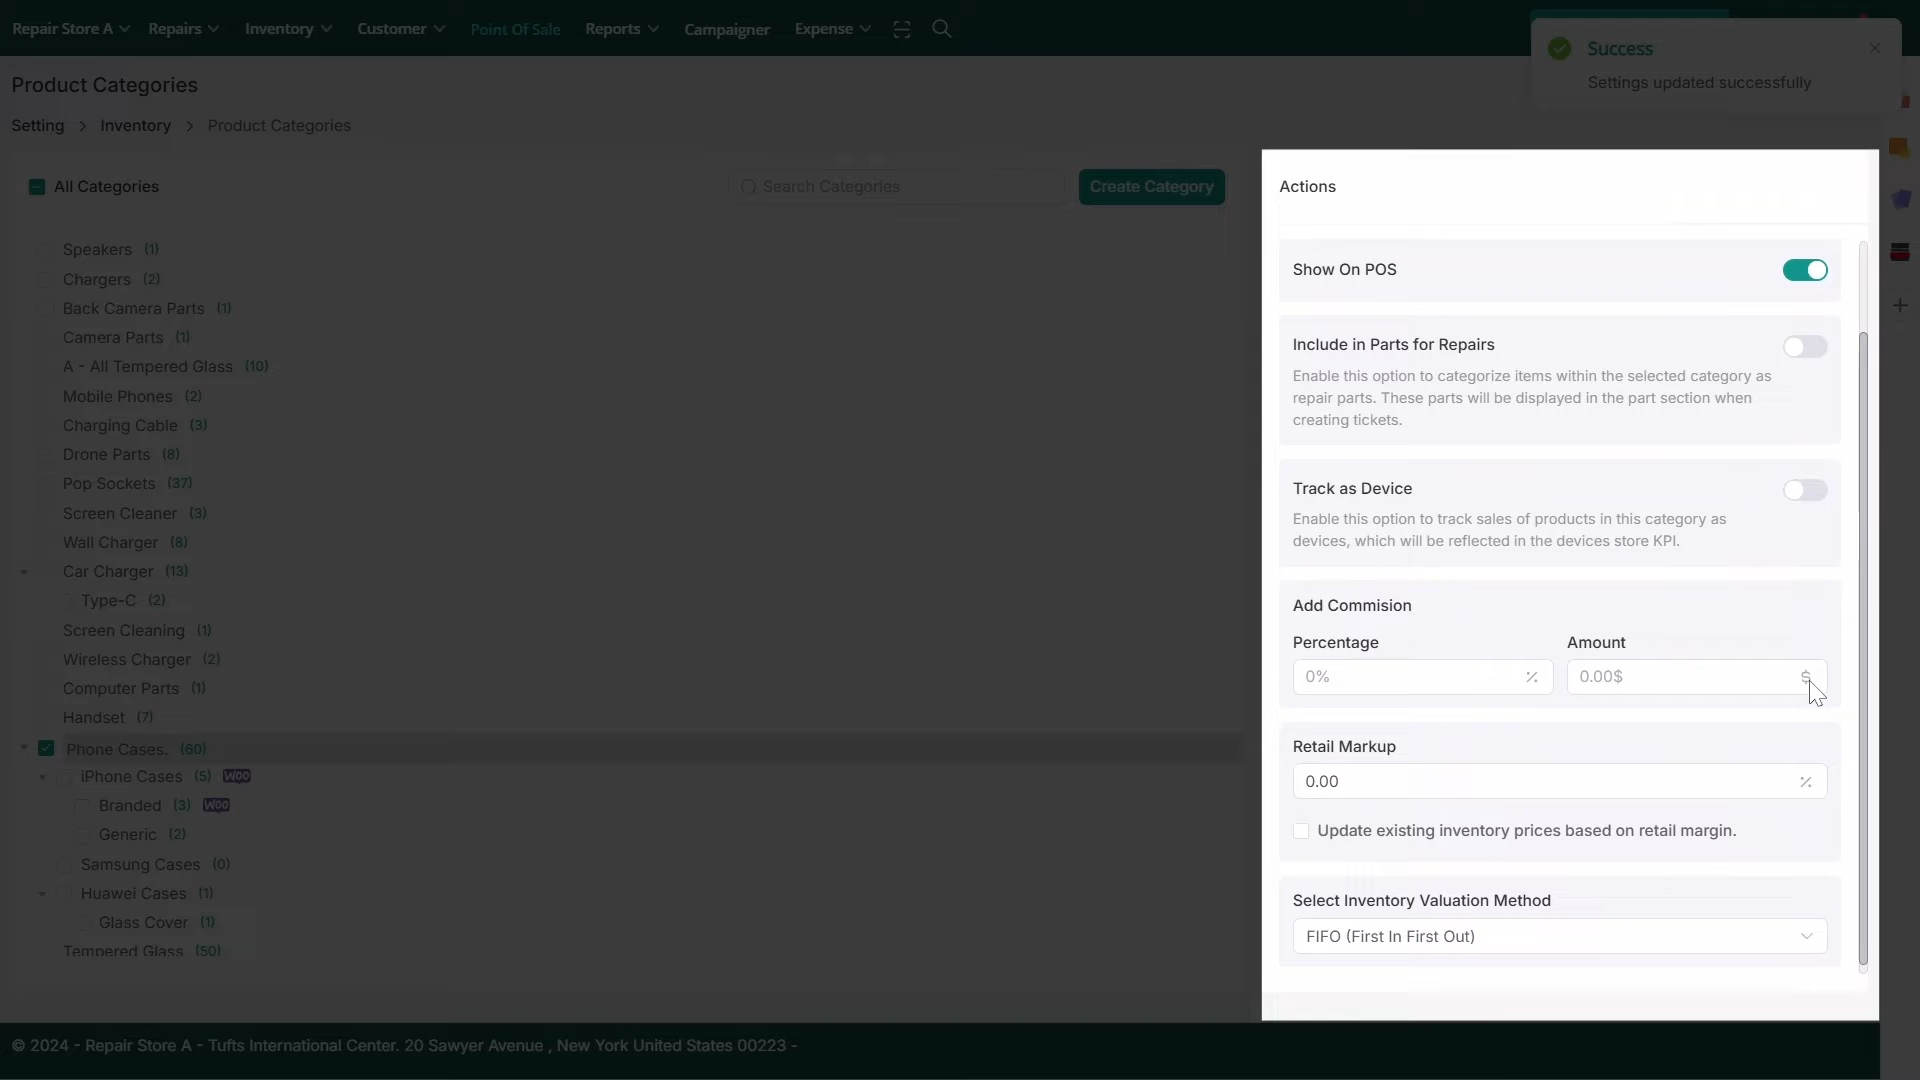 Repair Store A Repairs Inventory Customer Point Of Sale Reports Campaigner Expense
Success
Settings updated successfully
Product Categories
Setting > Inventory > Product Categories
All Categories
Search Categories
Create Category
Speakers (1)
Chargers (2)
Back Camera Parts (1)
Camera Parts (1)
A - All Tempered Glass (10)
Mobile Phones (2)
Charging Cable (3)
Drone Parts (8)
Pop Sockets (37)
Screen Cleaner (3)
Wall Charger (8)
Car Charger (13)
Type-C (2)
Screen Cleaning (1)
Wireless Charger (2)
Computer Parts (1)
Handset (7)
Phone Cases. (60)
iPhone Cases (5) WOO
Branded (3) WOO
Generic (2)
Samsung Cases (0)
Huawei Cases (1)
Glass Cover (1)
Tempered Glass (50)
Actions
Show On POS
Include in Parts for Repairs
Enable this option to categorize items within the selected category as
repair parts. These parts will be displayed in the part section when
creating tickets.
Track as Device
Enable this option to track sales of products in this category as
devices, which will be reflected in the devices store KPI.
Add Commision
Percentage Amount
0% % 0.00$ $
Retail Markup
0.00 %
Update existing inventory prices based on retail margin.
Select Inventory Valuation Method
FIFO (First In First Out)
© 2024 - Repair Store A - Tufts International Center. 20 Sawyer Avenue , New York United States 00223 -